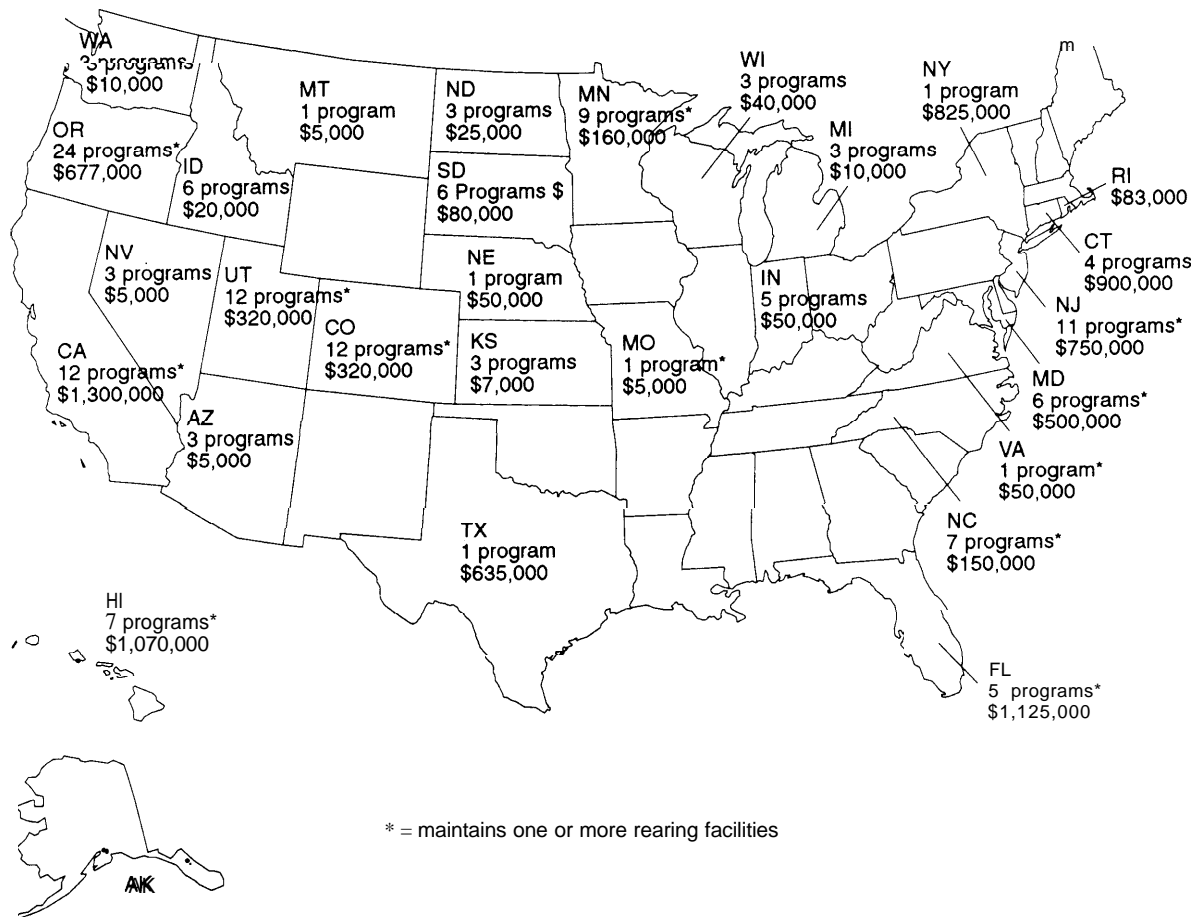 WA
$10,000
OR
24 programs*
$677,000
ID
6 programs
$20,000
MT
1 program
$5,000
ND
3 programs
$25,000
SD
6 Programs $
$80,000
MN
9 programs*
$160,000
WI
3 programs
$40,000
MI
3 programs
$10,000
NY
1 program
$825,000
m
RI
$83,000
CT
4 programs
$900,000
NJ
11 programs*
$750,000
MD
6 programs*
$500,000
VA
1 program*
$50,000
NC
7 programs*
$150,000
NV
3 programs
$5,000
UT
12 programs*
$320,000
CO
12 programs*
$320,000
NE
1 program
$50,000
KS
3 programs
$7,000
MO
1 program*
$5,000
IN
5 programs
$50,000
CA
12 programs*
$1,300,000
AZ
3 programs
$5,000
TX
1 program
$635,000
HI
7 programs*
$1,070,000
FL
5 programs*
$1,125,000
* = maintains one or more rearing facilities
AK